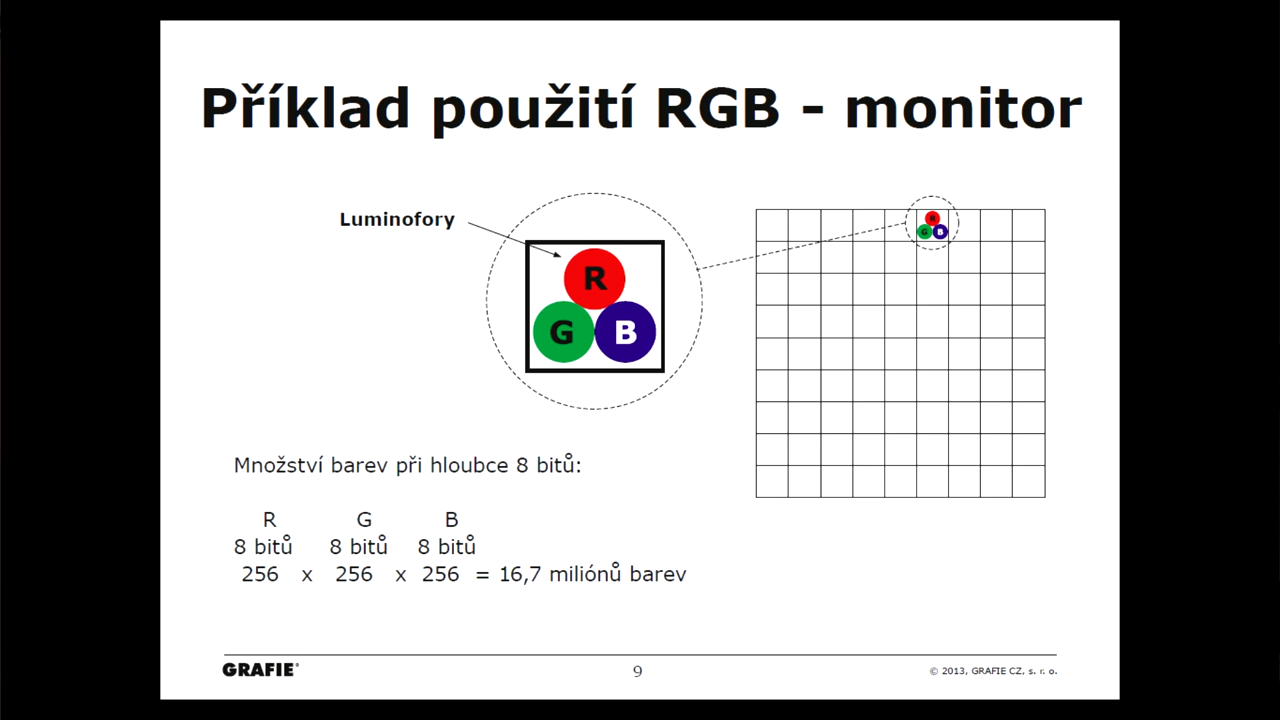 Příklad použití RGB - monitor
Luminofory
R
G B
R
G B
Množství barev při hloubce 8 bitů:
R G B
8 bitů 8 bitů 8 bitů
256 x 256 x 256 = 16,7 miliónů barev
GRAFIE®
9
© 2013, GRAFIE CZ, s. r. o.